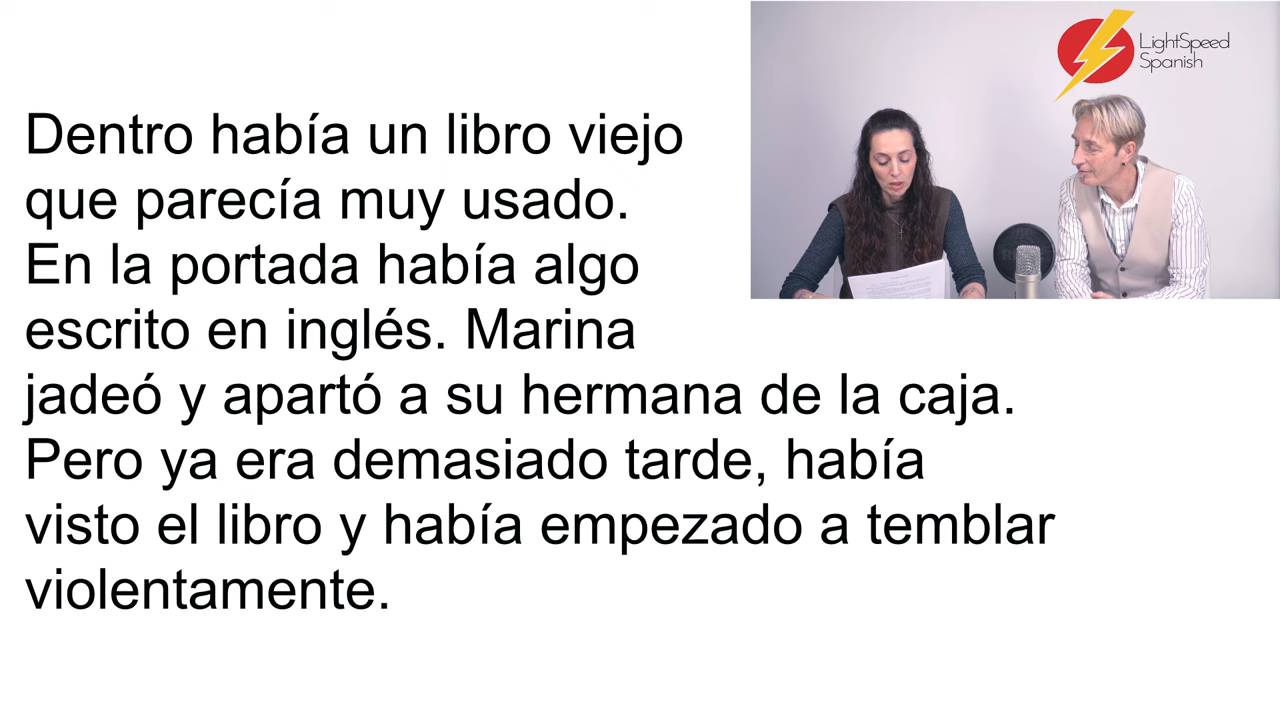 Dentro había un libro viejo
que parecía muy usado.
En la portada había algo
escrito en inglés. Marina
jadeó y apartó a su hermana de la caja.
Pero ya era demasiado tarde, había
visto el libro y había empezado a temblar
violentamente.
LightSpeed
Spanish